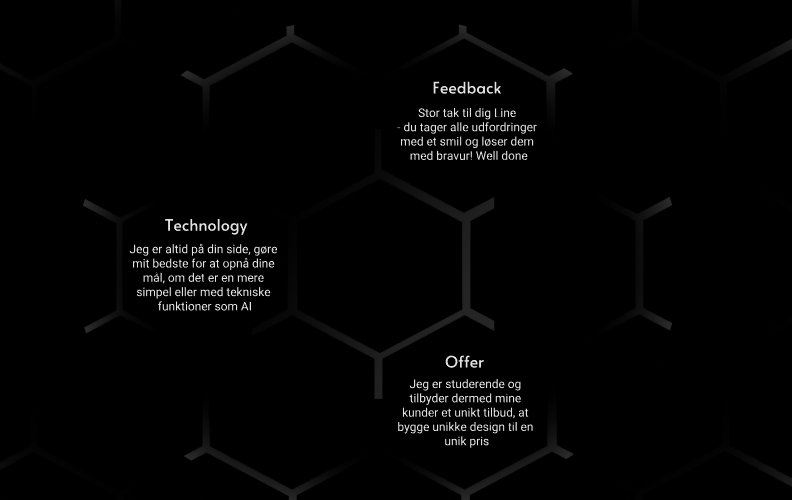 Feedback
Stor tak til dig Line
- du tager alle udfordringer
med et smil og løser dem
med bravur! Well done
Technology
Jeg er altid på din side, gøre
mit bedste for at opnå dine
mål, om det er en mere
simpel eller med tekniske
funktioner som AI
Offer
Jeg er studerende og
tilbyder dermed mine
kunder et unikt tilbud, at
bygge unikke design til en
unik pris